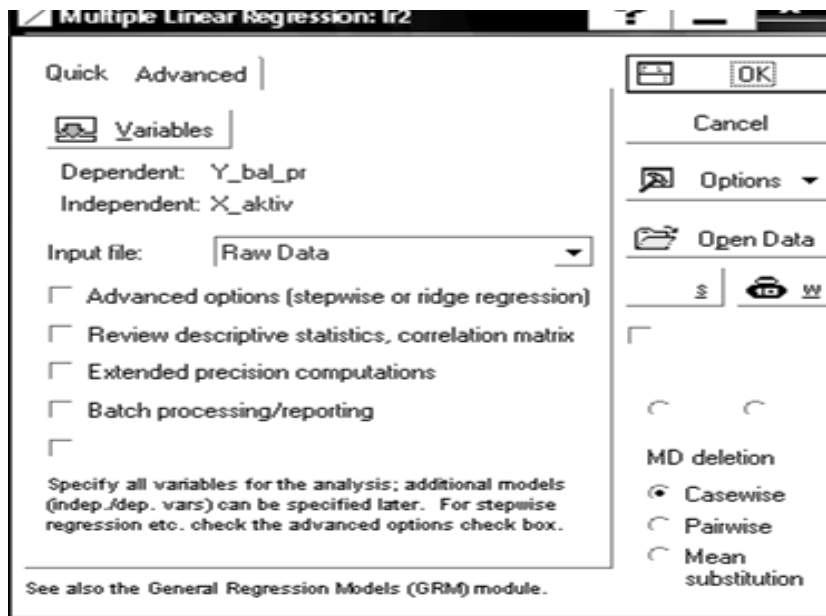 Multiple Linear Regression: lr2
? _ x
Quick Advanced
Variables
Dependent: Y_bal_pr
Independent: X_aktiv
Input file: Raw Data
Advanced options (stepwise or ridge regression)
Review descriptive statistics, correlation matrix
Extended precision computations
Batch processing/reporting
Specify all variables for the analysis; additional models
(indep./dep. vars) can be specified later. For stepwise
regression etc. check the advanced options check box.
See also the General Regression Models (GRM) module.
OK
Cancel
Options
Open Data
s w
MD deletion
Casewise
Pairwise
Mean
substitution